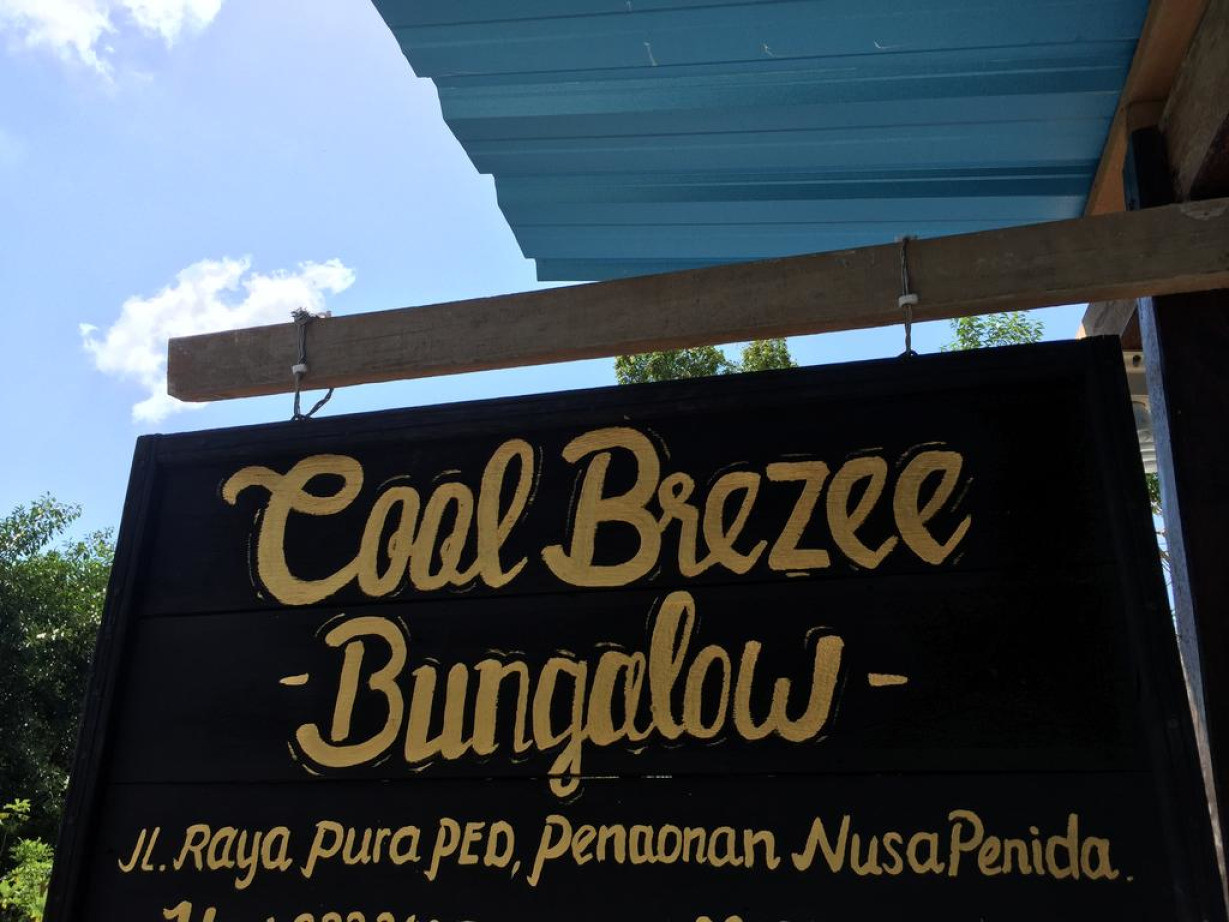 Cool Brezee
- Bungalow -
Jl. Raya Pura PED, Penaonan Nusa Penida.